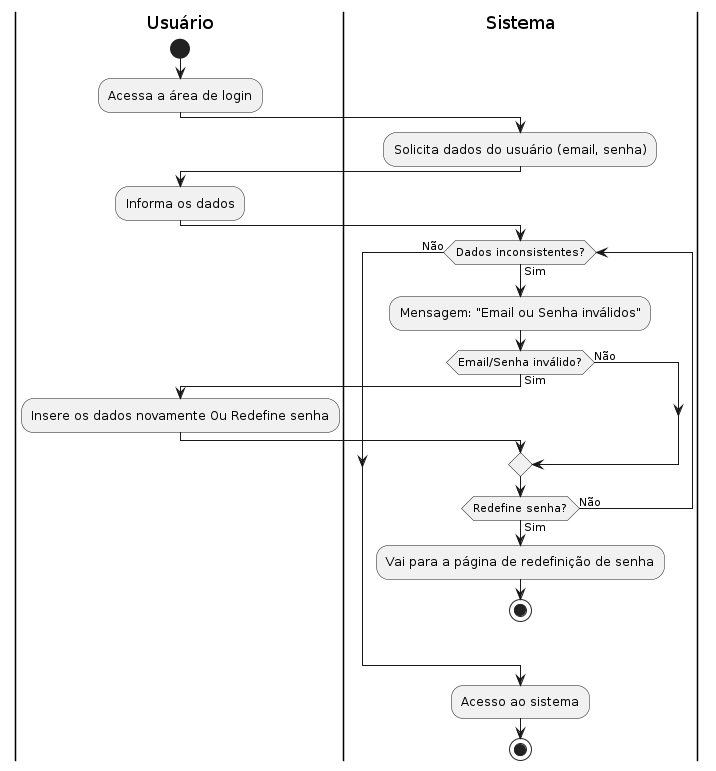 Usuário
Sistema
Acessa a área de login
Solicita dados do usuário (email, senha)
Informa os dados
Não
Dados inconsistentes?
Sim
Mensagem: "Email ou Senha inválidos"
Email/Senha inválido?
Não
Sim
Insere os dados novamente Ou Redefine senha
Redefine senha?
Não
Sim
Vai para a página de redefinição de senha
Acesso ao sistema